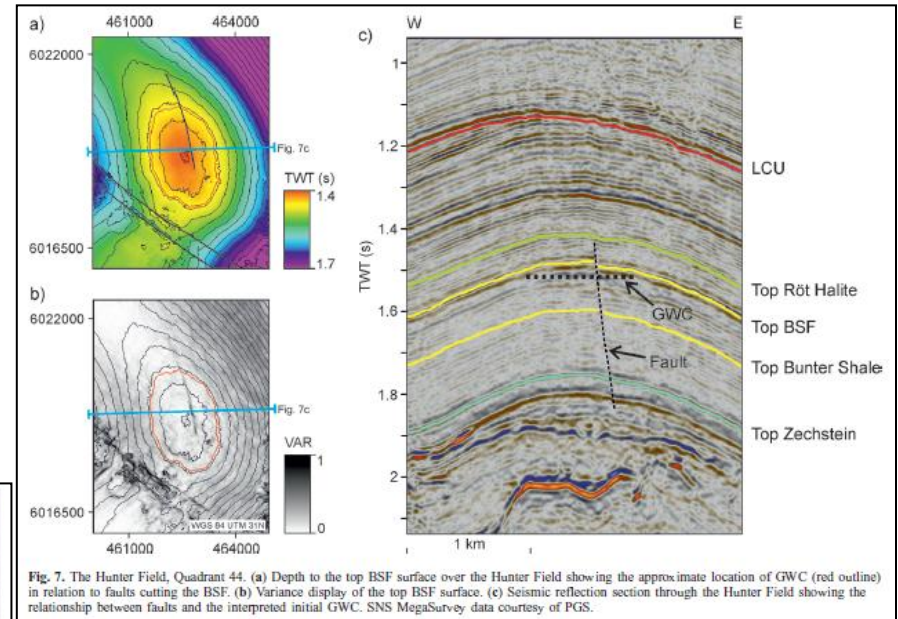 461000 464000
a)
6022000
Fig. 7c
TWT (s)
1.4
1.7
6016500
b)
6022000
Fig. 7c
VAR
1
0
WGS 84 UTM 31N
6016500
461000 464000
c)
W E
1
1.2
1.4
TWT (s)
1.6
1.8
2
LCU
Top Röt Halite
GWC
Top BSF
Top Bunter Shale
Fault
Top Zechstein
1 km
Fig. 7. The Hunter Field, Quadrant 44. (a) Depth to the top BSF surface over the Hunter Field showing the approximate location of GWC (red outline)
in relation to faults cutting the BSF. (b) Variance display of the top BSF surface. (c) Seismic reflection section through the Hunter Field showing the
relationship between faults and the interpreted initial GWC. SNS MegaSurvey data courtesy of PGS.